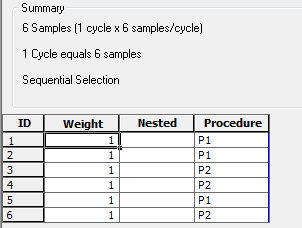 Summary
6 Samples (1 cycle x 6 samples/cycle)
1 Cycle equals 6 samples
Sequential Selection
ID Weight Nested Procedure
1 1 P1
2 1 P1
3 1 P2
4 1 P2
5 1 P1
6 1 P2